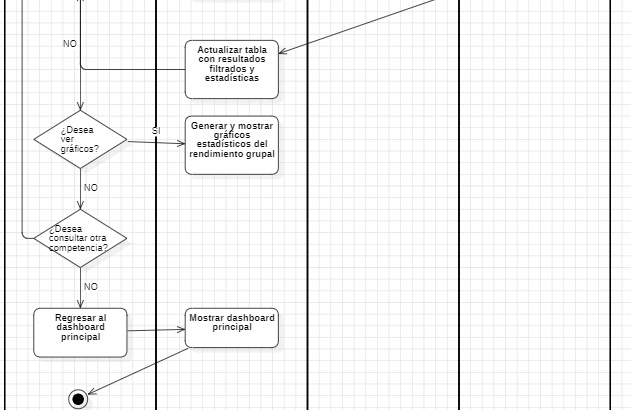 NO
Actualizar tabla
con resultados
filtrados y
estadísticas
¿Desea
ver
gráficos?
SI
Generar y mostrar
gráficos
estadísticos del
rendimiento grupal
NO
¿Desea
consultar otra
competencia?
NO
Regresar al
dashboard
principal
Mostrar dashboard
principal